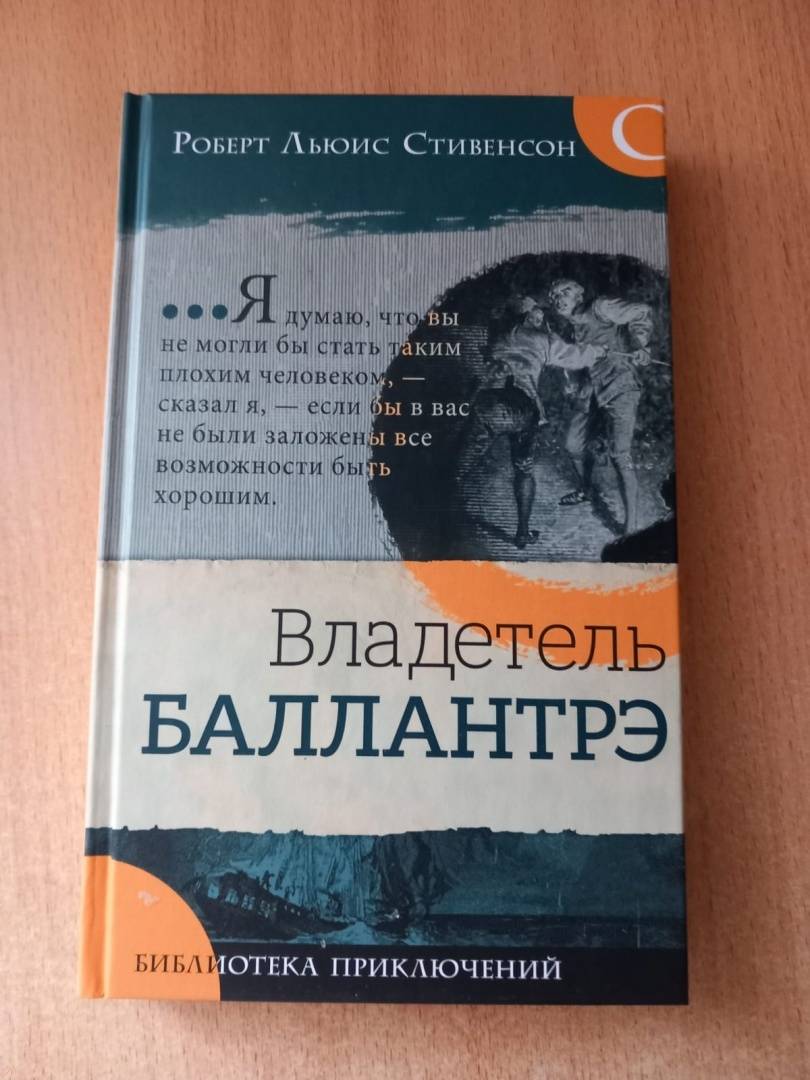 Роберт Льюис Стивенсон
С
...Я думаю, что вы
не могли бы стать таким
плохим человеком, —
сказал я, — если бы в вас
не были заложены все
возможности быть
хорошим.
Владетель
БАЛЛАНТРЭ
БИБЛИОТЕКА ПРИКЛЮЧЕНИЙ